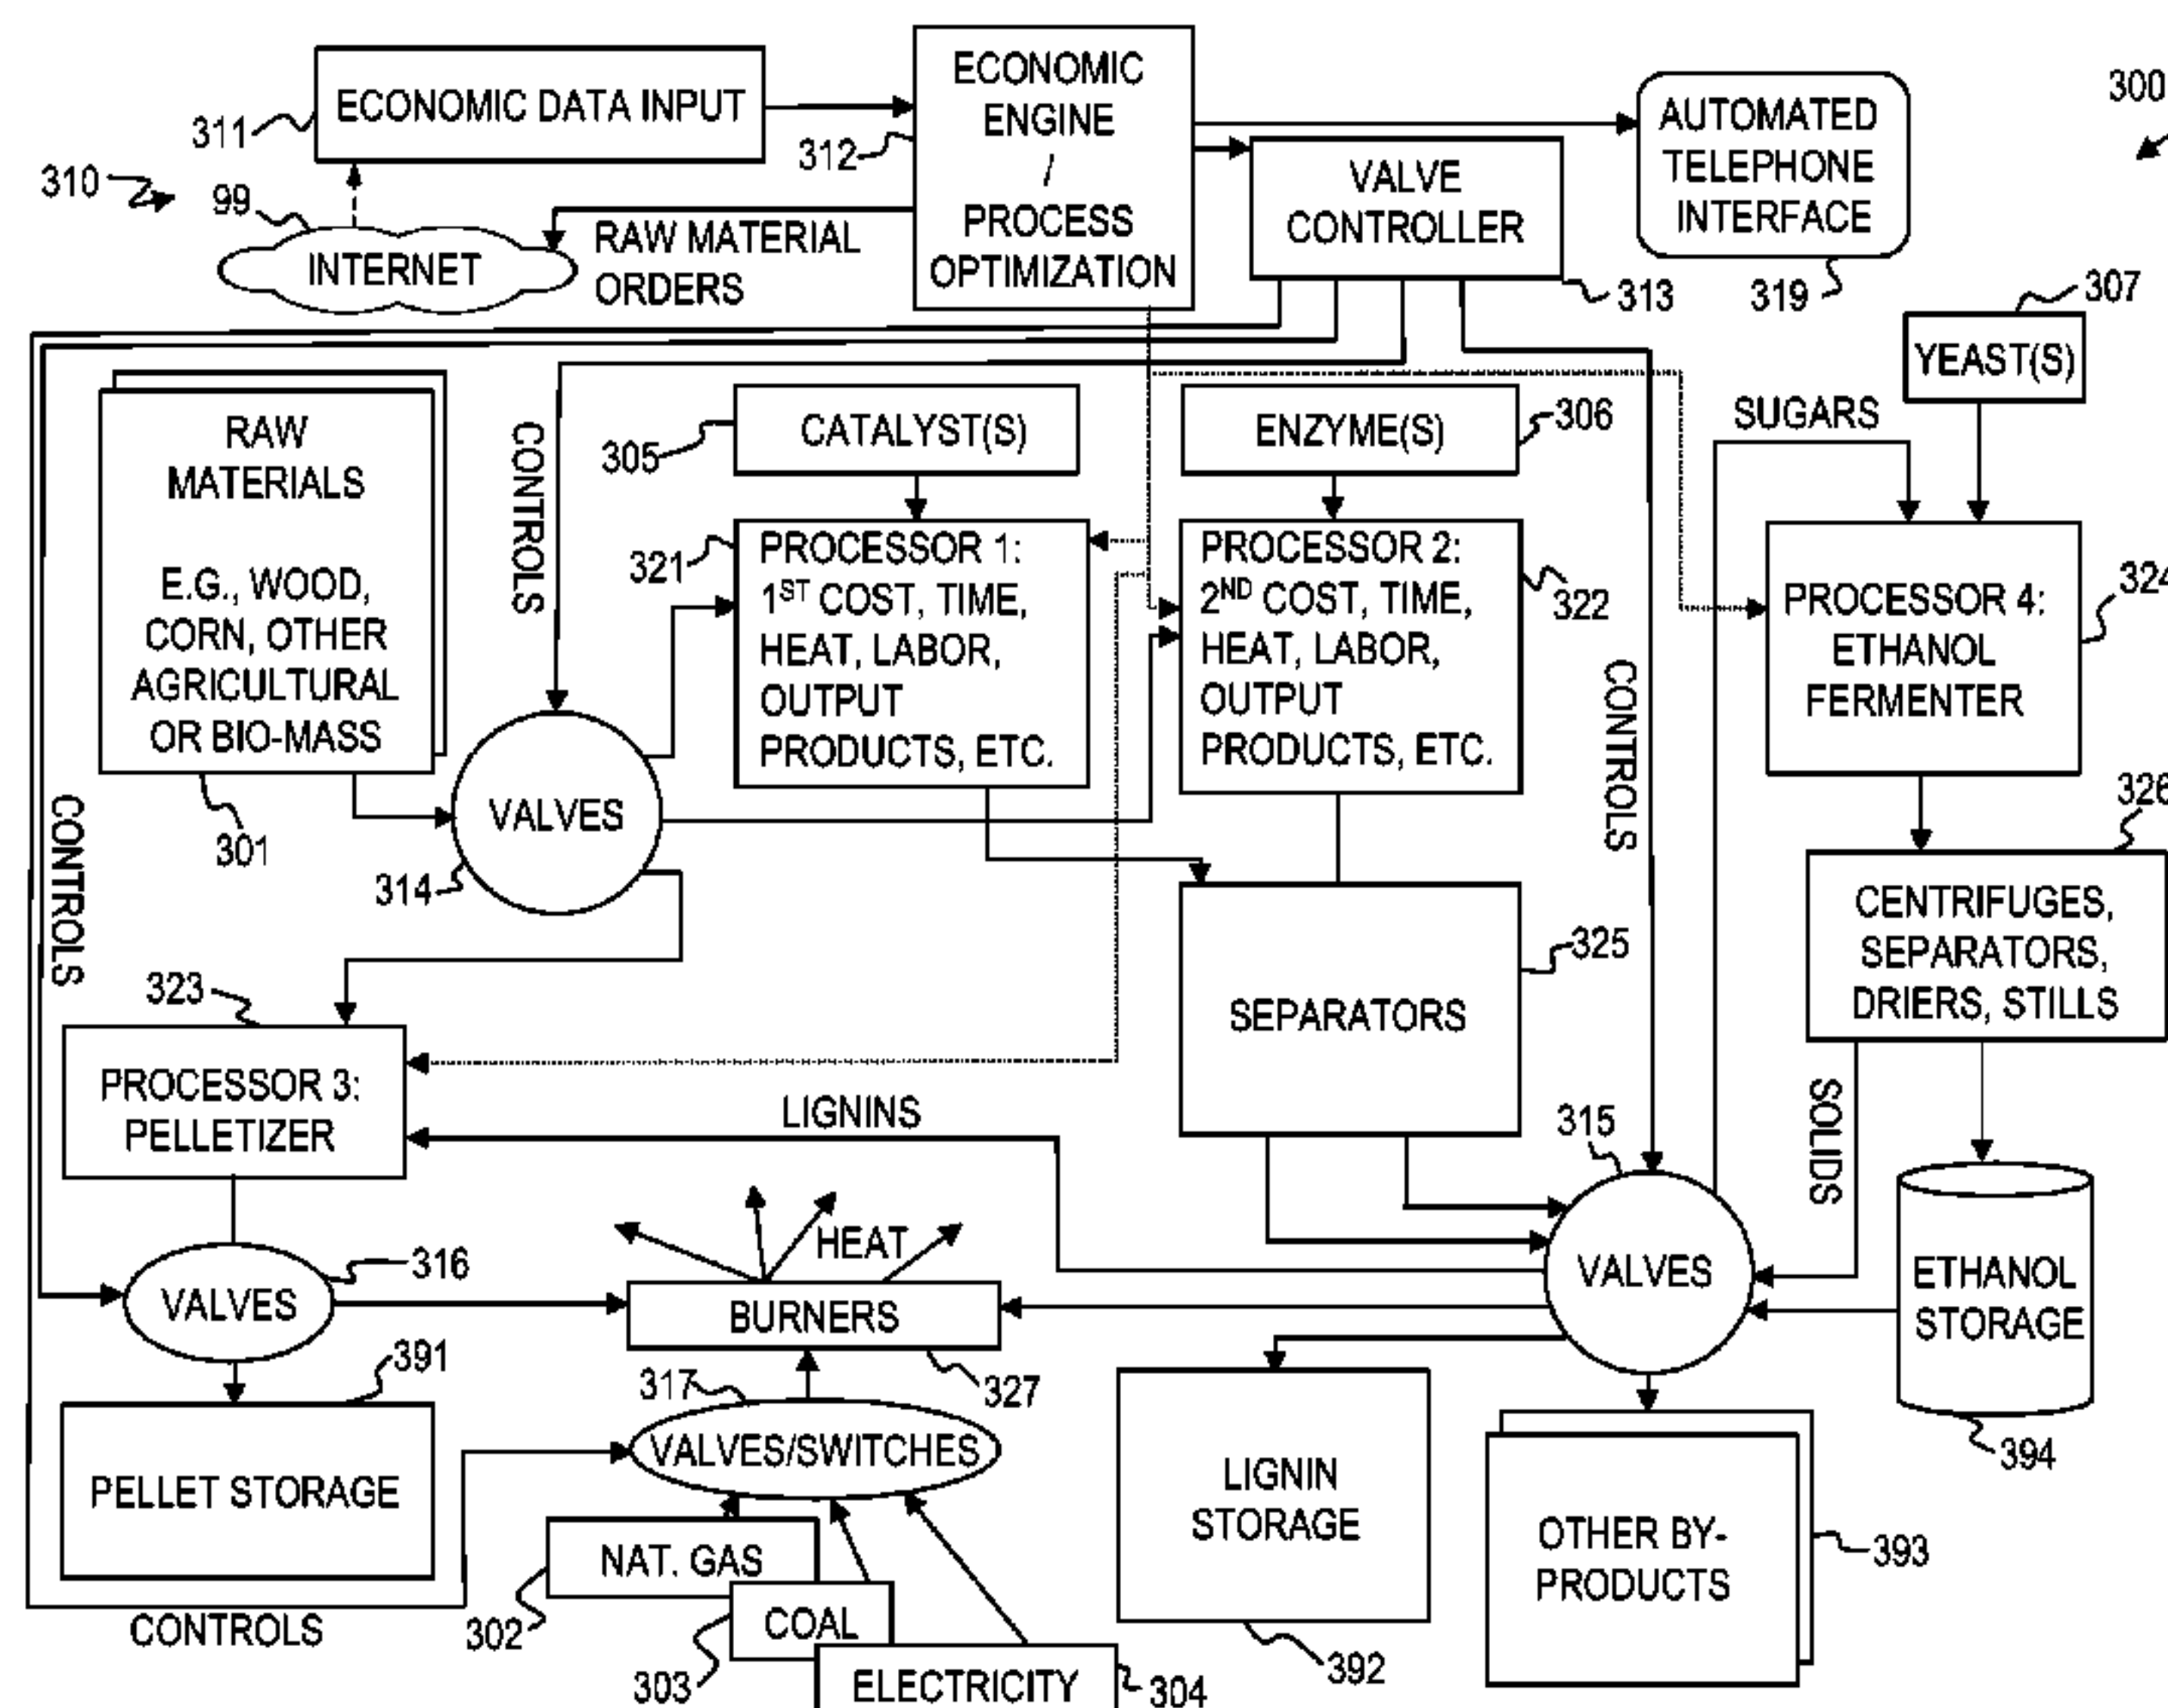 ECONOMIC DATA INPUT
311
310
99
INTERNET
RAW MATERIAL
ORDERS
ECONOMIC
ENGINE
/
PROCESS
OPTIMIZATION
312
VALVE
CONTROLLER
313
AUTOMATED
TELEPHONE
INTERFACE
319
300
307
YEAST(S)
SUGARS
RAW
MATERIALS
E.G., WOOD,
CORN, OTHER
AGRICULTURAL
OR BIO-MASS
301
CONTROLS
CONTROLS
305
CATALYST(S)
ENZYME(S)
306
321
PROCESSOR 1:
1ST COST, TIME,
HEAT, LABOR,
OUTPUT
PRODUCTS, ETC.
PROCESSOR 2:
2ND COST, TIME,
HEAT, LABOR,
OUTPUT
PRODUCTS, ETC.
322
CONTROLS
PROCESSOR 4:
ETHANOL
FERMENTER
324
VALVES
314
326
CENTRIFUGES,
SEPARATORS,
DRIERS, STILLS
SEPARATORS
325
323
PROCESSOR 3:
PELLETIZER
LIGNINS
315
SOLIDS
VALVES
316
HEAT
BURNERS
327
VALVES
ETHANOL
STORAGE
394
391
PELLET STORAGE
317
VALVES/SWITCHES
NAT. GAS
302
COAL
303
ELECTRICITY
304
CONTROLS
LIGNIN
STORAGE
392
OTHER BY-
PRODUCTS
393